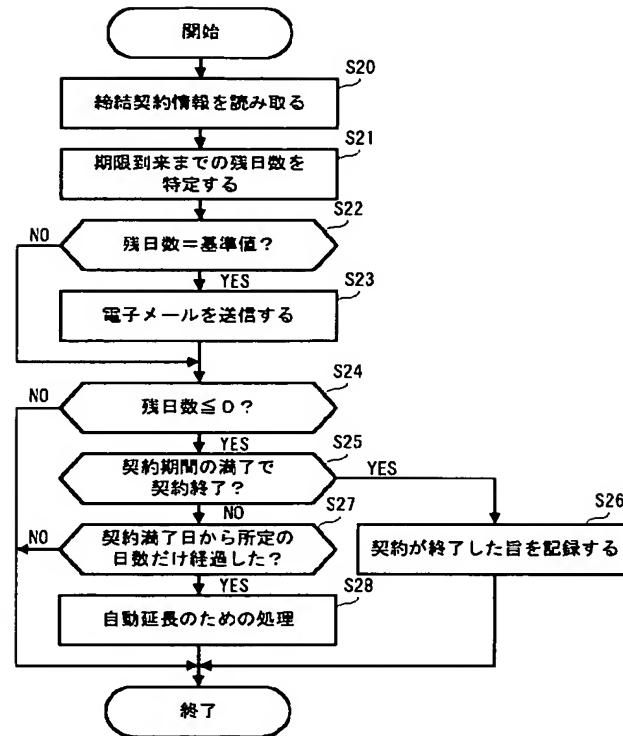 開始
S20
締結契約情報を読み取る
S21
期限到来までの残日数を
特定する
S22
残日数＝基準値？
NO
YES
S23
電子メールを送信する
S24
残日数≦０？
NO
YES
S25
契約期間の満了で
契約終了？
YES
NO
S26
契約が終了した旨を記録する
S27
契約満了日から所定の
日数だけ経過した？
NO
YES
S28
自動延長のための処理
終了